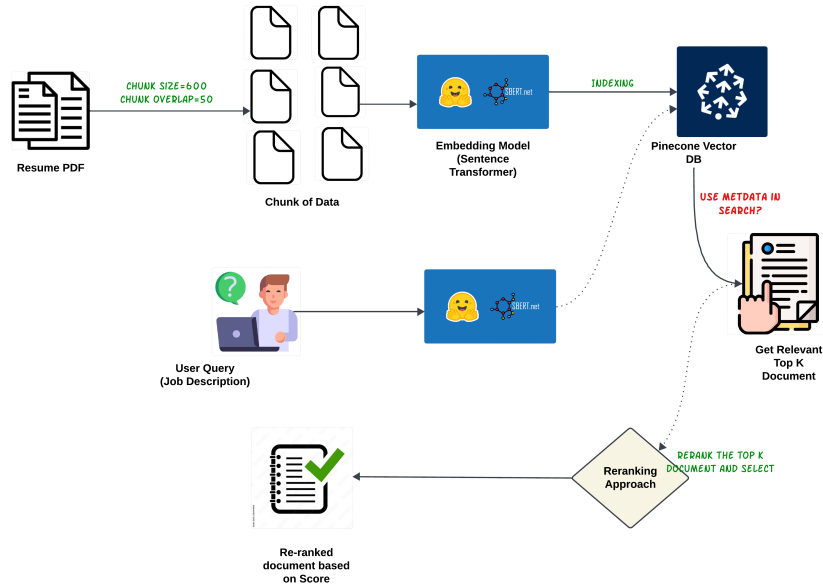 CHUNK SIZE=600
CHUNK OVERLAP=50
Resume PDF
Chunk of Data
SBERT.net
Embedding Model
(Sentence
Transformer)
INDEXING
Pinecone Vector
DB
USE METDATA IN
SEARCH?
User Query
(Job Description)
SBERT.net
Get Relevant
Top K
Document
Reranking
Approach
RERANK THE TOP K
DOCUMENT AND SELECT
Re-ranked
document based
on Score